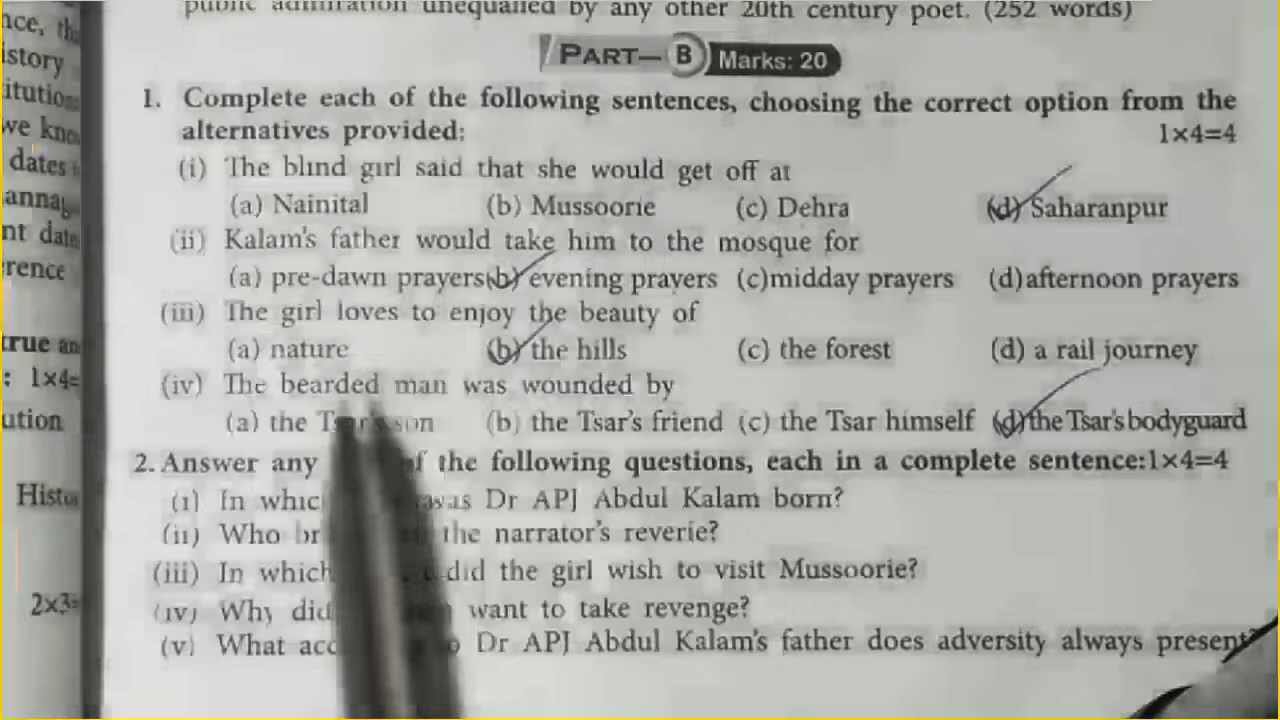 nce, th
public admiration unequalled by any other 20th century poet. (252 words)
istory
PART—B Marks: 20
itution
1. Complete each of the following sentences, choosing the correct option from the
we kno
alternatives provided: 1×4=4
dates
(i) The blind girl said that she would get off at
anna
(a) Nainital (b) Mussoorie (c) Dehra (d) Saharanpur
nt date
(ii) Kalam's father would take him to the mosque for
rence
(a) pre-dawn prayers (b) evening prayers (c)midday prayers (d)afternoon prayers
(iii) The girl loves to enjoy the beauty of
true an
(a) nature (b) the hills (c) the forest (d) a rail journey
: 1×4=
(iv) The bearded man was wounded by
ution
(a) the Tsar's son (b) the Tsar's friend (c) the Tsar himself (d) the Tsar's bodyguard
2. Answer any of the following questions, each in a complete sentence:1×4=4
Histo
(i) In whic was Dr APJ Abdul Kalam born?
(ii) Who br the narrator's reverie?
(iii) In which did the girl wish to visit Mussoorie?
2×3=
(iv) Why did want to take revenge?
(v) What acc Dr APJ Abdul Kalam's father does adversity always present?